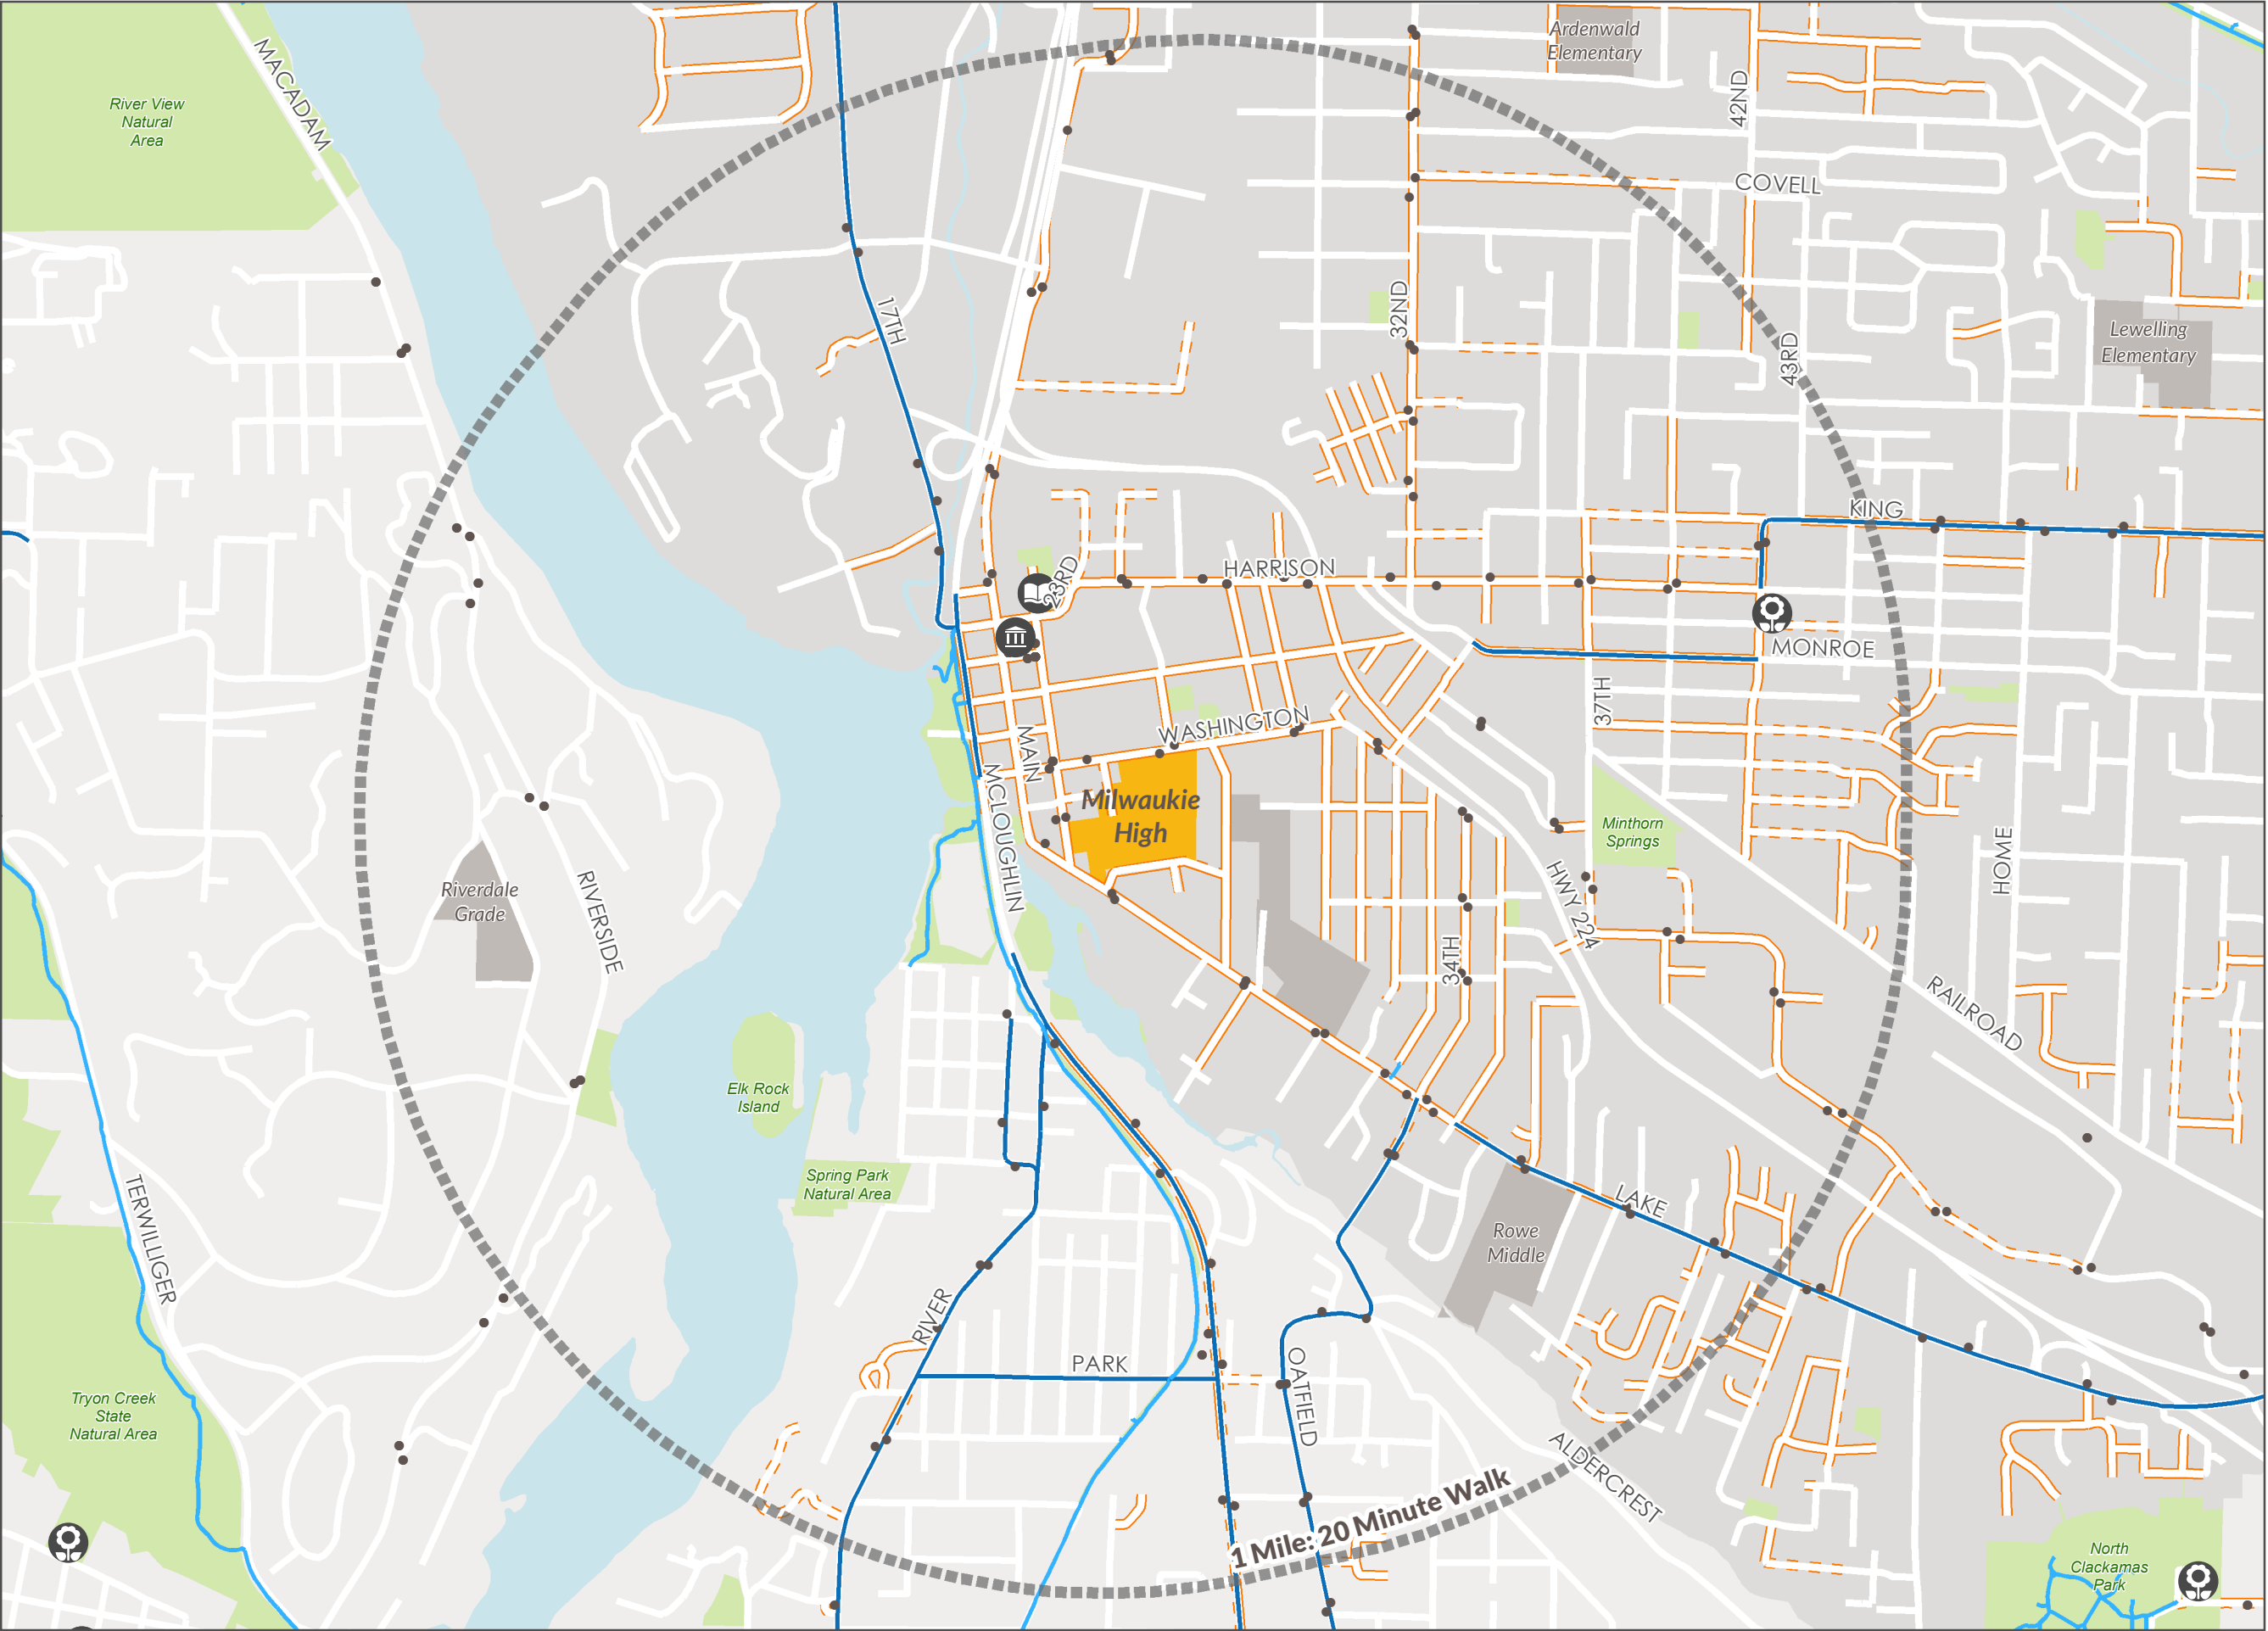 Ardenwald
Elementary
MACADAM
River View
Natural
Area
42ND
COVELL
17TH
32ND
43RD
Lewelling
Elementary
KING
HARRISON
23RD
MONROE
37TH
WASHINGTON
MAIN
MCLOUGHLIN
Milwaukie
High
Minthorn
Springs
HOME
Riverdale
Grade
RIVERSIDE
HWY 224
34TH
RAILROAD
Elk Rock
Island
Spring Park
Natural Area
TERWILLIGER
LAKE
Rowe
Middle
RIVER
PARK
OATFIELD
Tryon Creek
State
Natural Area
ALDERCREST
1 Mile: 20 Minute Walk
North
Clackamas
Park